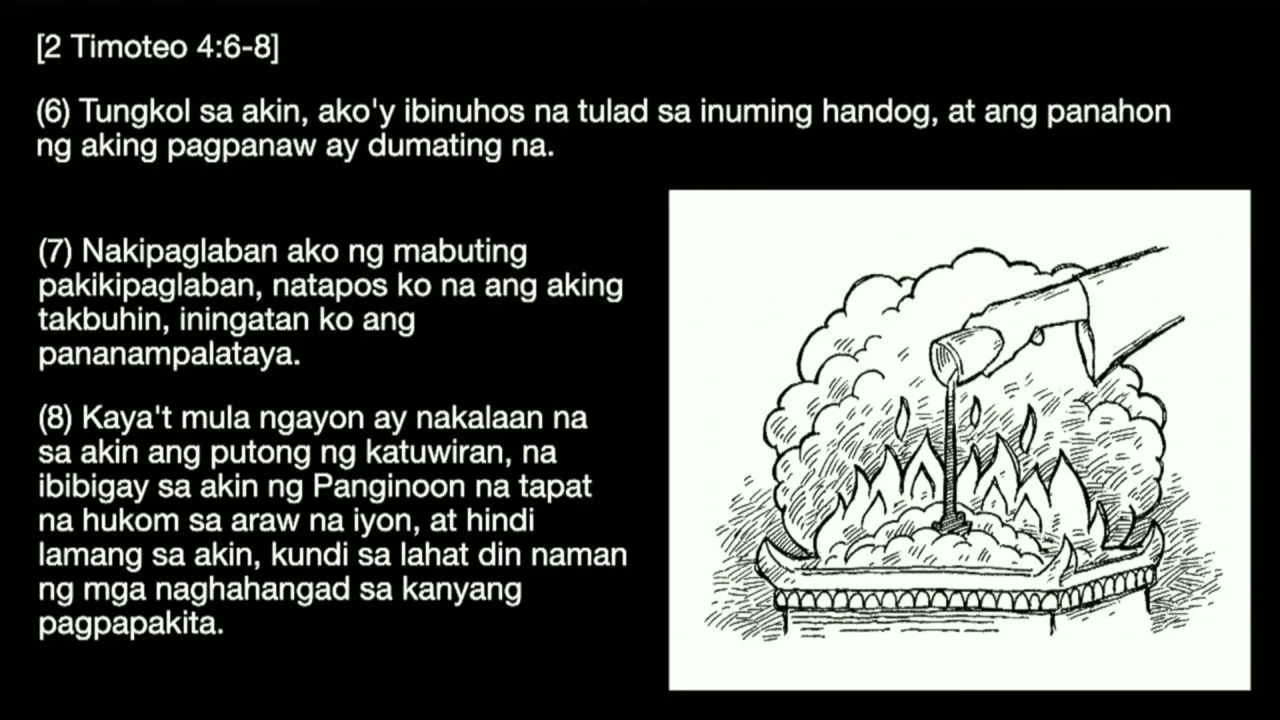 [2 Timoteo 4:6-8]
(6) Tungkol sa akin, ako'y ibinuhos na tulad sa inuming handog, at ang panahon
ng aking pagpanaw ay dumating na.
(7) Nakipaglaban ako ng mabuting
pakikipaglaban, natapos ko na ang aking
takbuhin, iningatan ko ang
pananampalataya.
(8) Kaya't mula ngayon ay nakalaan na
sa akin ang putong ng katuwiran, na
ibibigay sa akin ng Panginoon na tapat
na hukom sa araw na iyon, at hindi
lamang sa akin, kundi sa lahat din naman
ng mga naghahangad sa kanyang
pagpapakita.